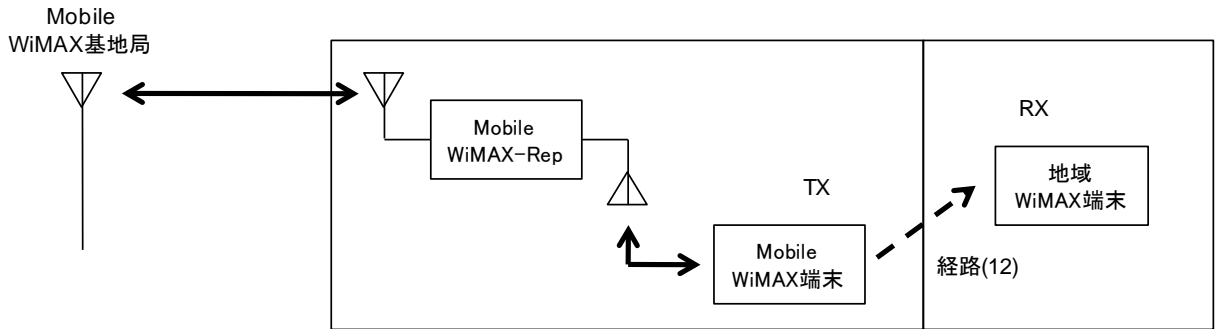 Mobile
WiMAX基地局
Mobile
WiMAX-Rep
TX
Mobile
WiMAX端末
RX
地域
WiMAX端末
経路(12)